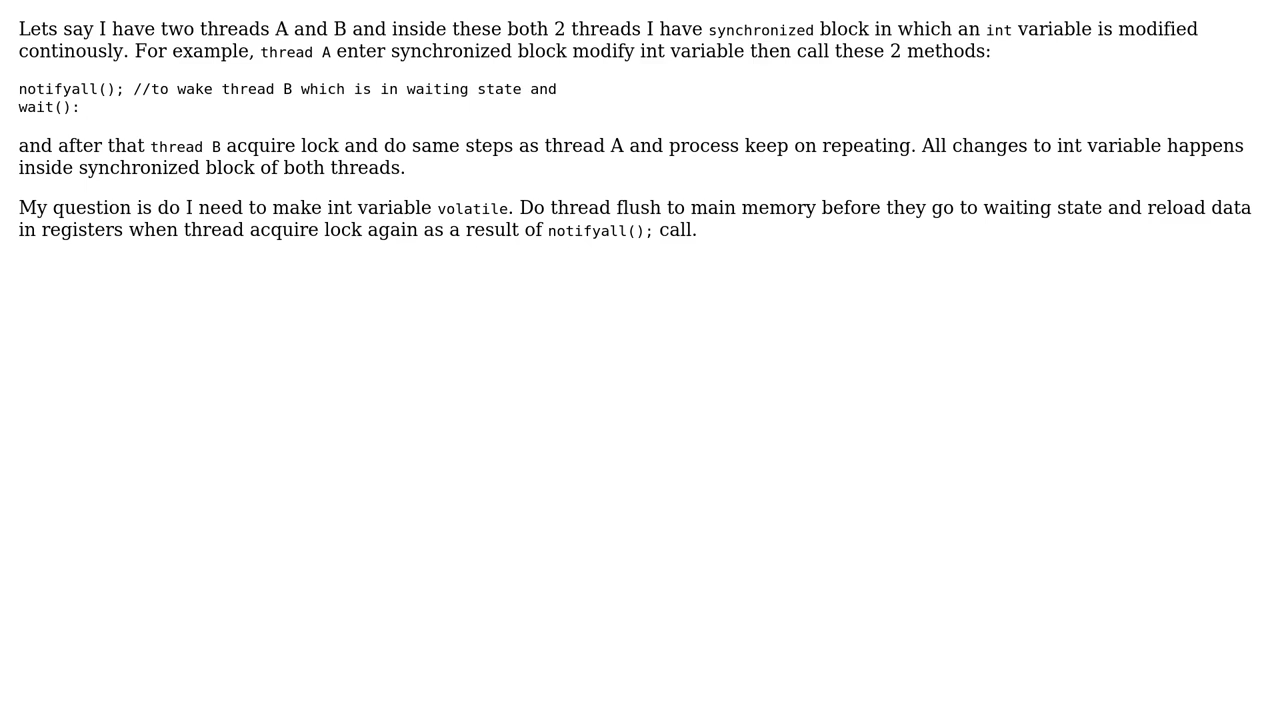 Lets say I have two threads A and B and inside these both 2 threads I have synchronized block in which an int variable is modified
continously. For example, thread A enter synchronized block modify int variable then call these 2 methods:
notifyall(); //to wake thread B which is in waiting state and
wait():
and after that thread B acquire lock and do same steps as thread A and process keep on repeating. All changes to int variable happens
inside synchronized block of both threads.
My question is do I need to make int variable volatile. Do thread flush to main memory before they go to waiting state and reload data
in registers when thread acquire lock again as a result of notifyall(); call.